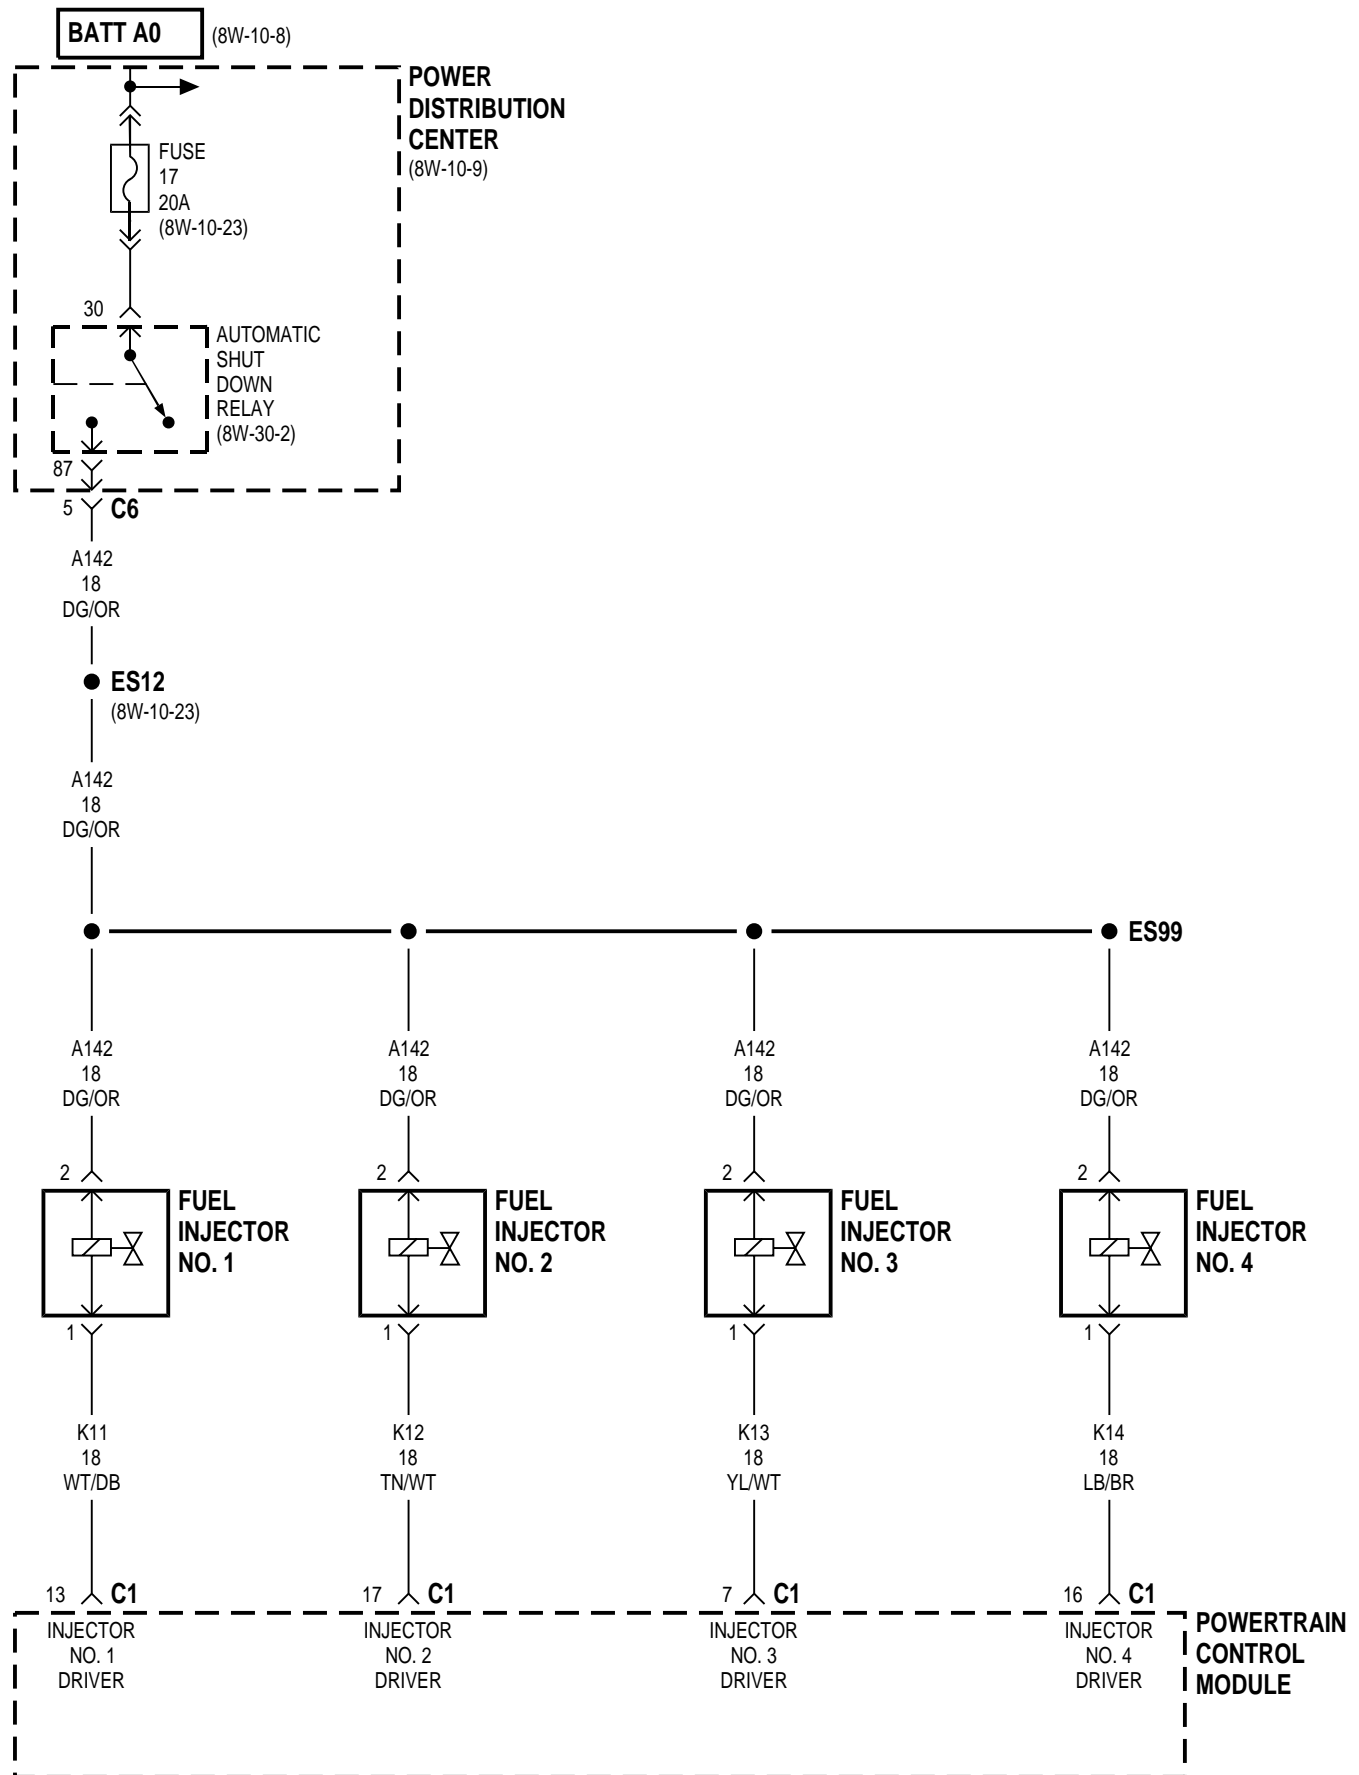 BATT A0 (8W-10-8)
POWER
DISTRIBUTION
CENTER
(8W-10-9)
FUSE
17
20A
(8W-10-23)
30
AUTOMATIC
SHUT
DOWN
RELAY
(8W-30-2)
87
5 C6
A142
18
DG/OR
ES12
(8W-10-23)
A142
18
DG/OR
ES99
A142 A142 A142 A142
18 18 18 18
DG/OR DG/OR DG/OR DG/OR
2 2 2 2
FUEL
INJECTOR
NO. 1
FUEL
INJECTOR
NO. 2
FUEL
INJECTOR
NO. 3
FUEL
INJECTOR
NO. 4
1 1 1 1
K11 K12 K13 K14
18 18 18 18
WT/DB TN/WT YL/WT LB/BR
13 C1 17 C1 7 C1 16 C1
INJECTOR
NO. 1
DRIVER
INJECTOR
NO. 2
DRIVER
INJECTOR
NO. 3
DRIVER
INJECTOR
NO. 4
DRIVER
POWERTRAIN
CONTROL
MODULE